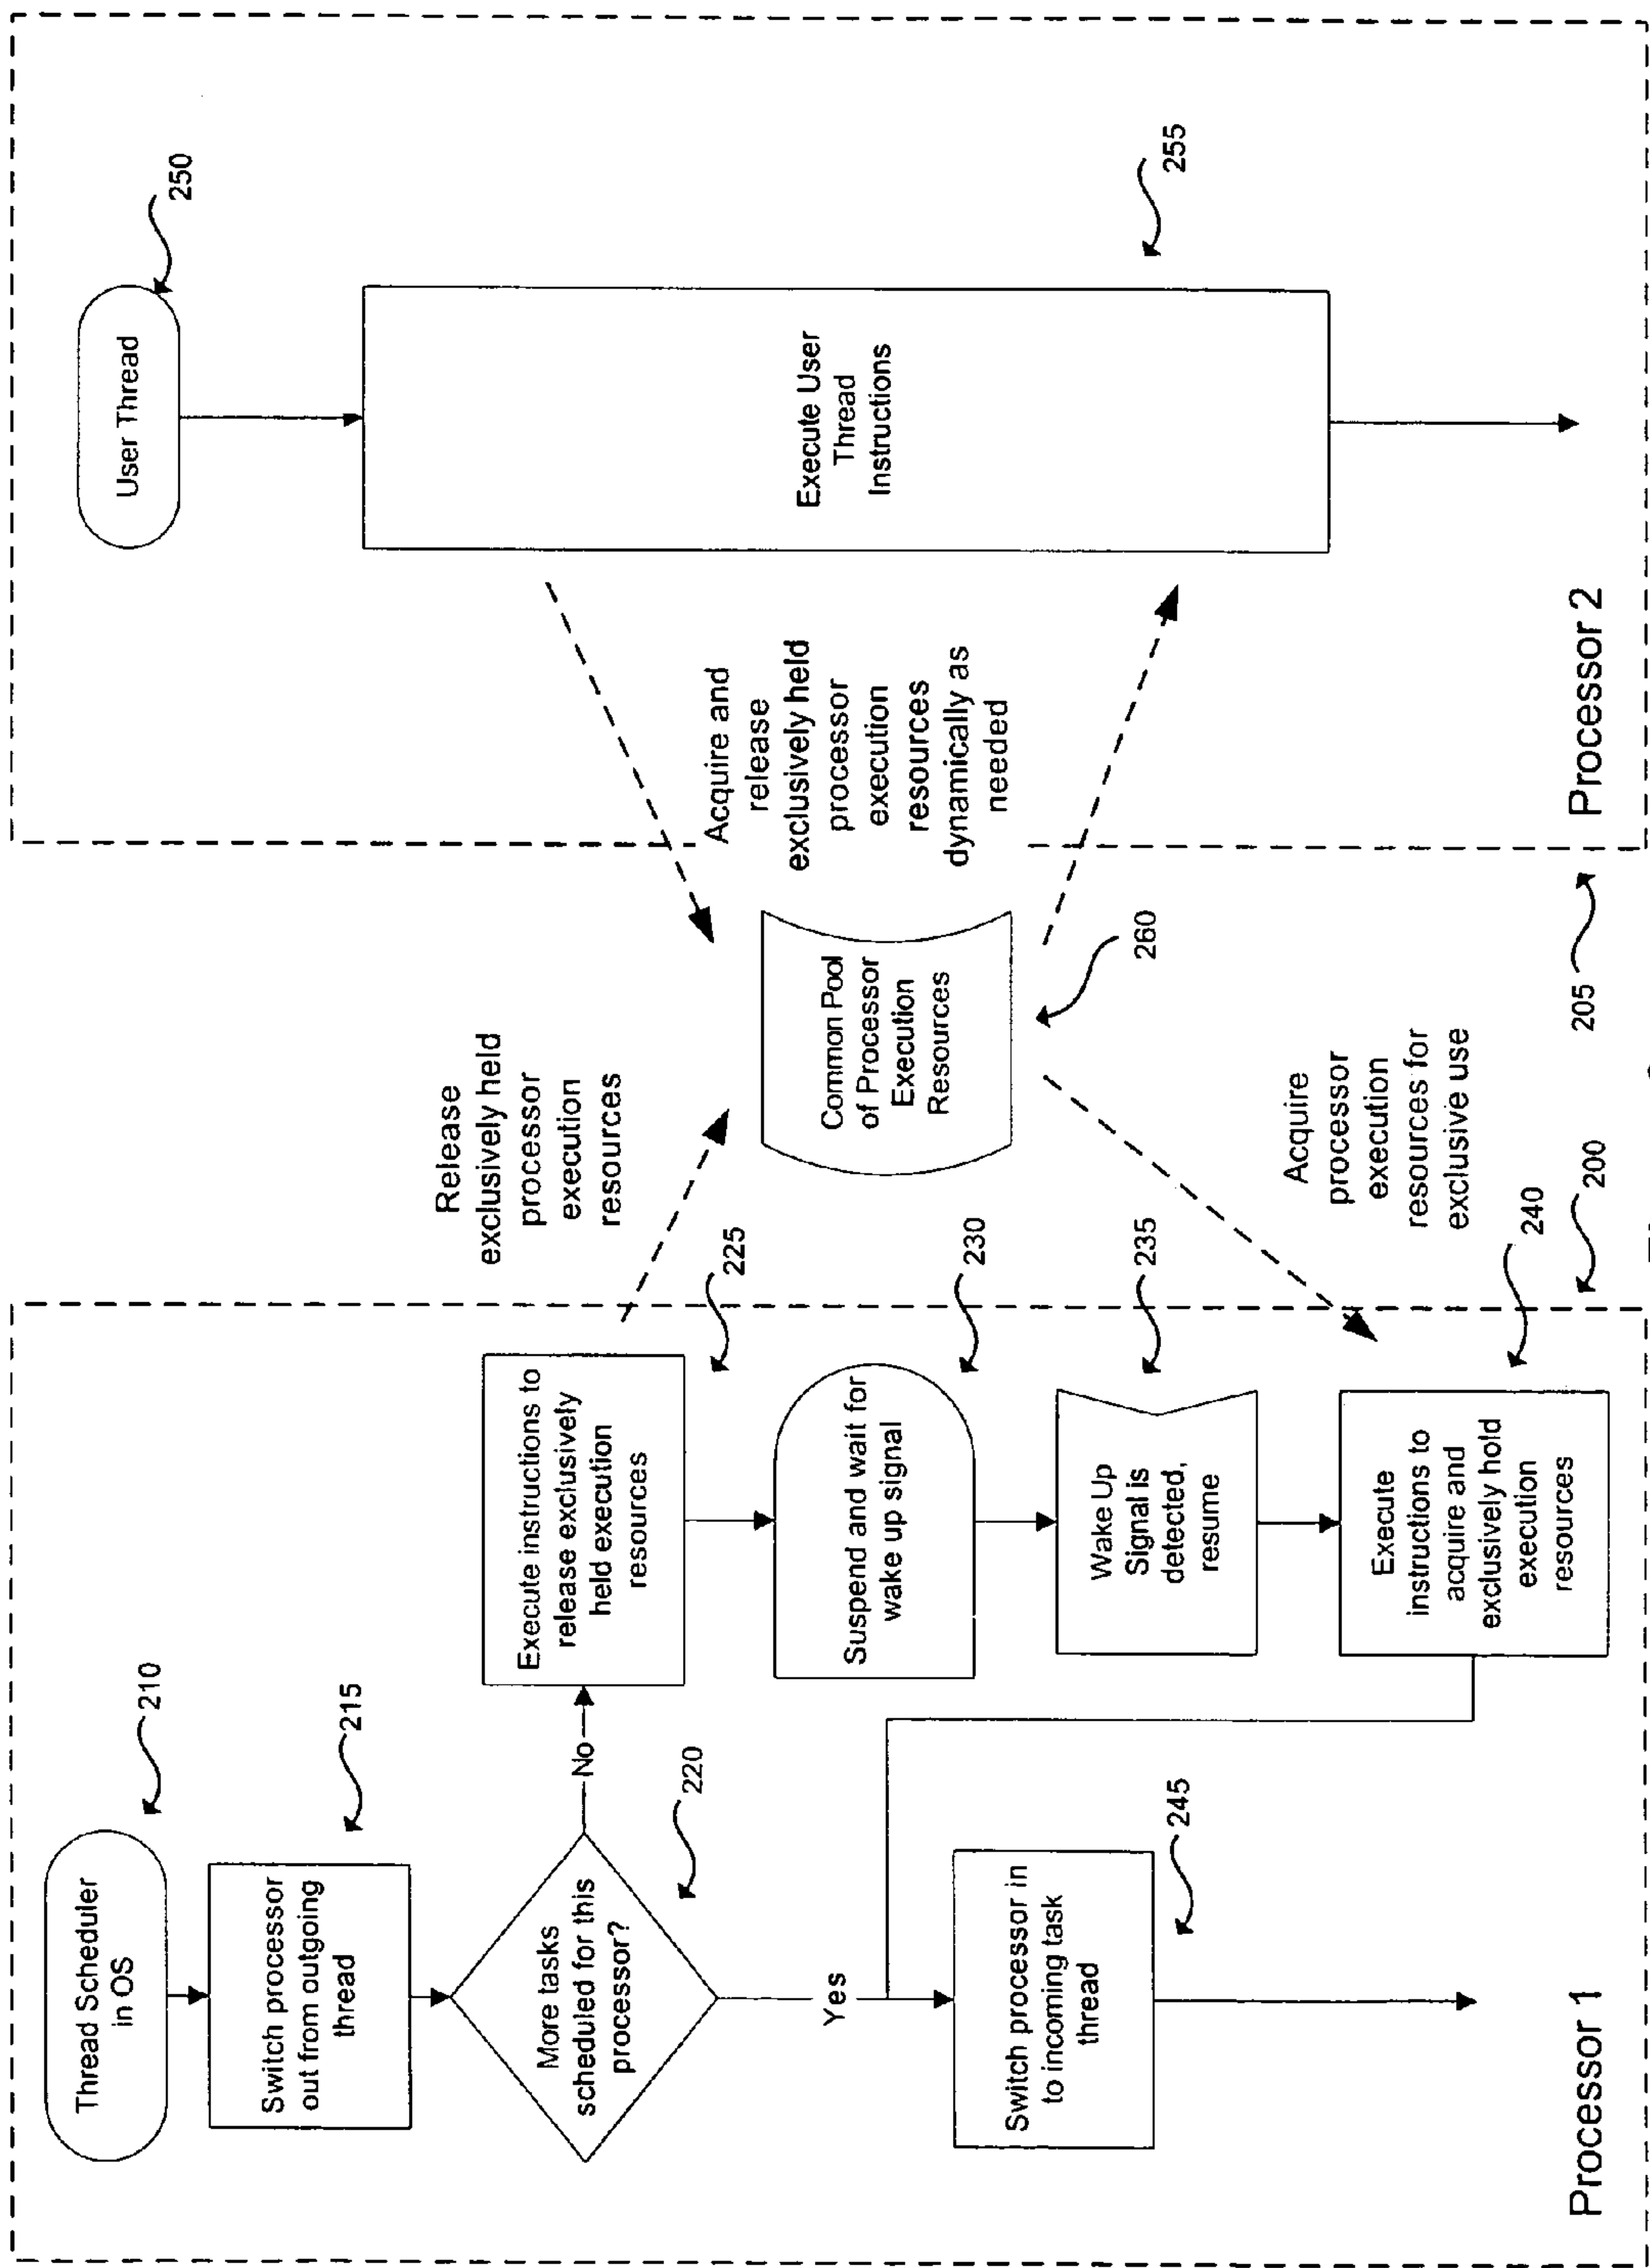 Thread Scheduler
in OS
210
Switch processor
out from outgoing
thread
215
More tasks
scheduled for this
processor?
220
No
Yes
Execute instructions to
release exclusively
held execution
resources
225
Suspend and wait for
wake up signal
230
Wake Up
Signal is
detected,
resume
235
Execute
instructions to
acquire and
exclusively hold
execution
resources
240
Switch processor in
to incoming task
thread
245
Processor 1
200
Release
exclusively held
processor
execution
resources
Common Pool
of Processor
Execution
Resources
260
Acquire
processor
execution
resources for
exclusive use
205
User Thread
250
Execute User
Thread
Instructions
255
Acquire and
release
exclusively held
processor
execution
resources
dynamically as
needed
Processor 2